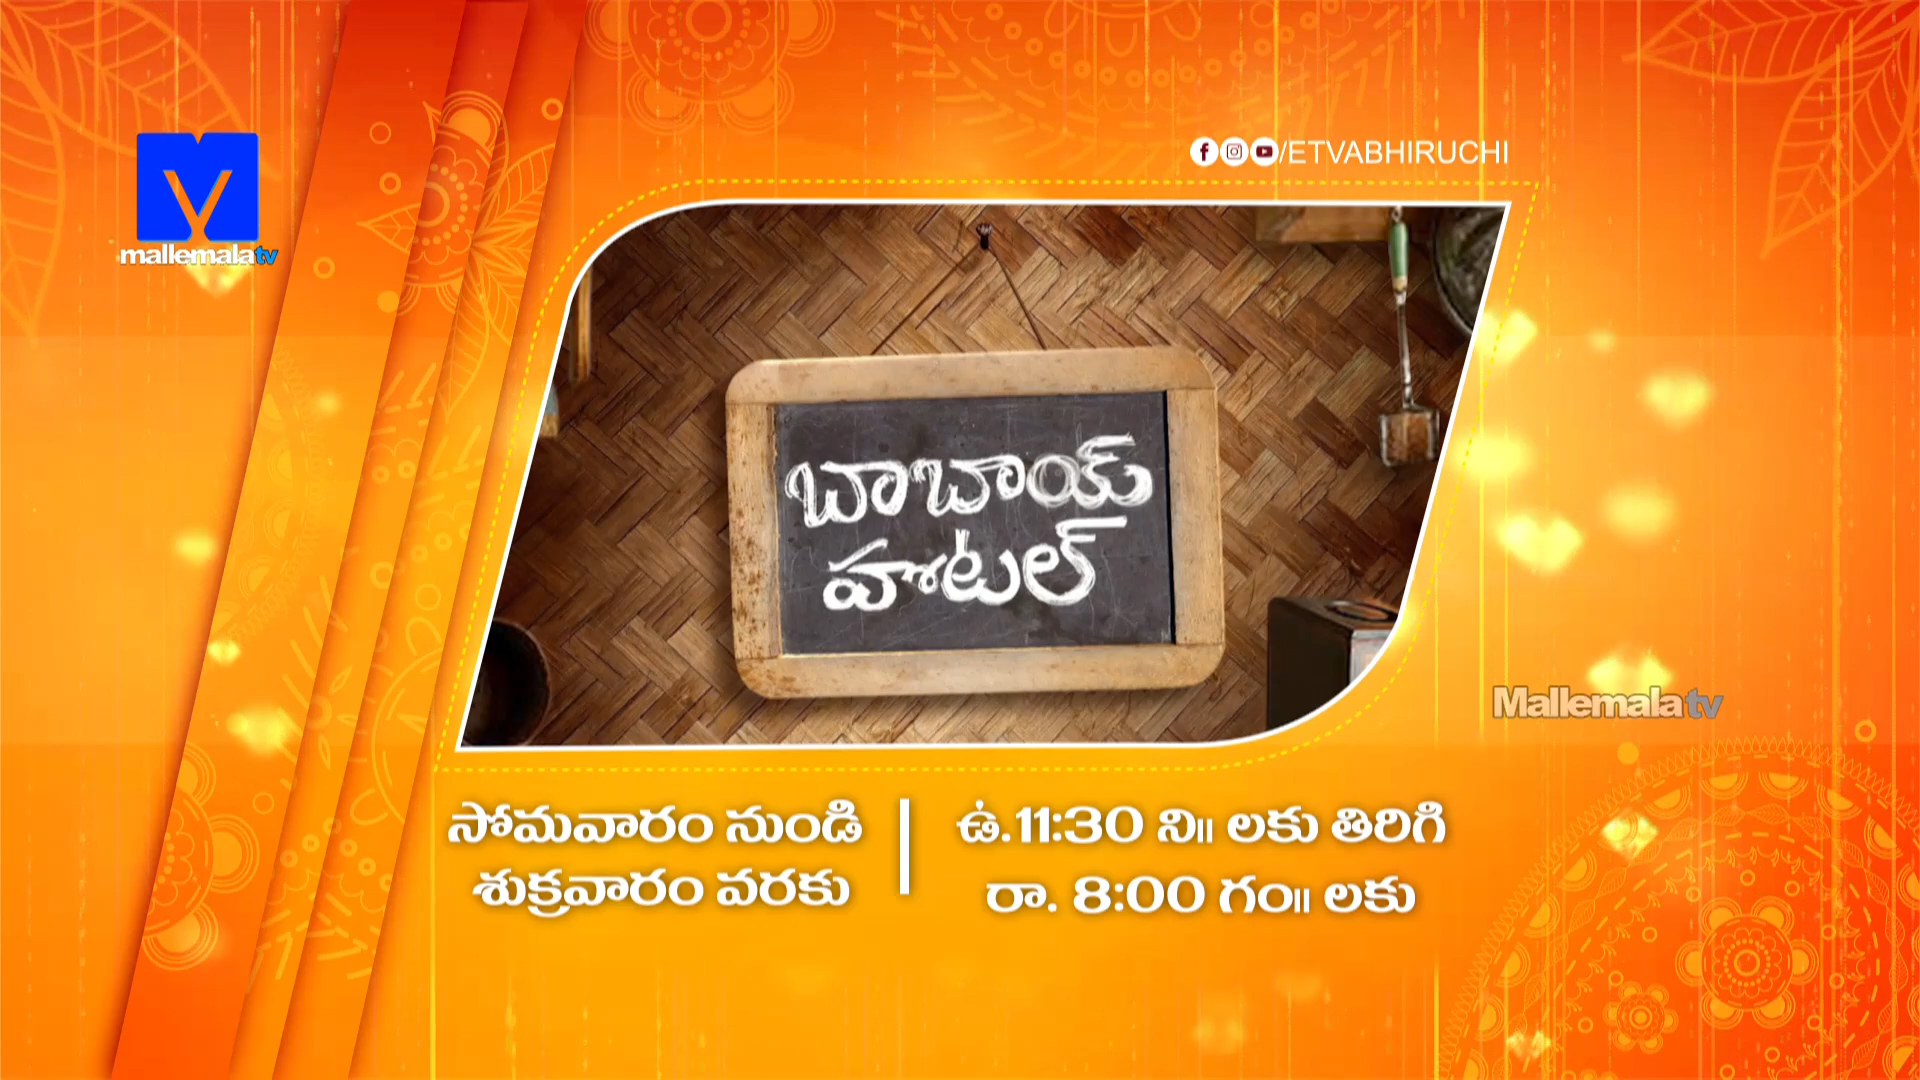 mallemalatv
/ETVABHIRUCHI
బాబాయ్
హోటల్
Mallemalatv
సోమవారం నుండి
శుక్రవారం వరకు
ఉ.11:30 ని॥ లకు తిరిగి
రా. 8:00 గం॥ లకు